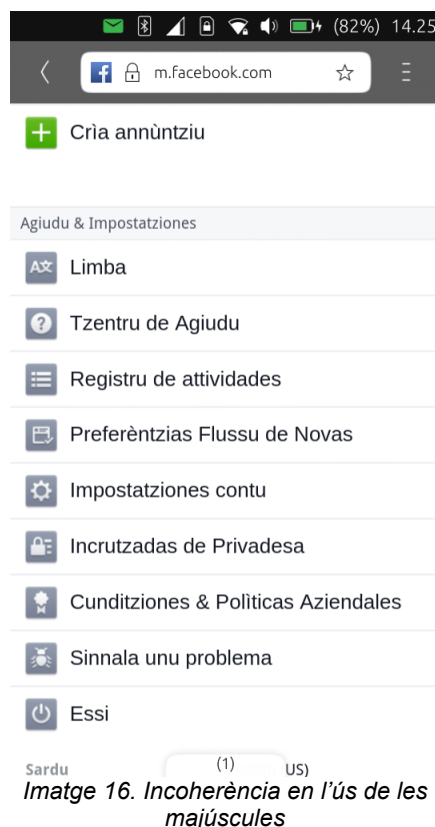 (82%) 14.25
m.facebook.com
Crìa annùntziu
Agiudu & Impostatziones
Limba
Tzentru de Agiudu
Registru de attividades
Preferèntzias Flussu de Novas
Impostatziones contu
Incrutzadas de Privadesa
Cunditziones & Polìticas Aziendales
Sinnala unu problema
Essi
Sardu (1) US)
Imatge 16. Incoherència en l’ús de les
maiúscules